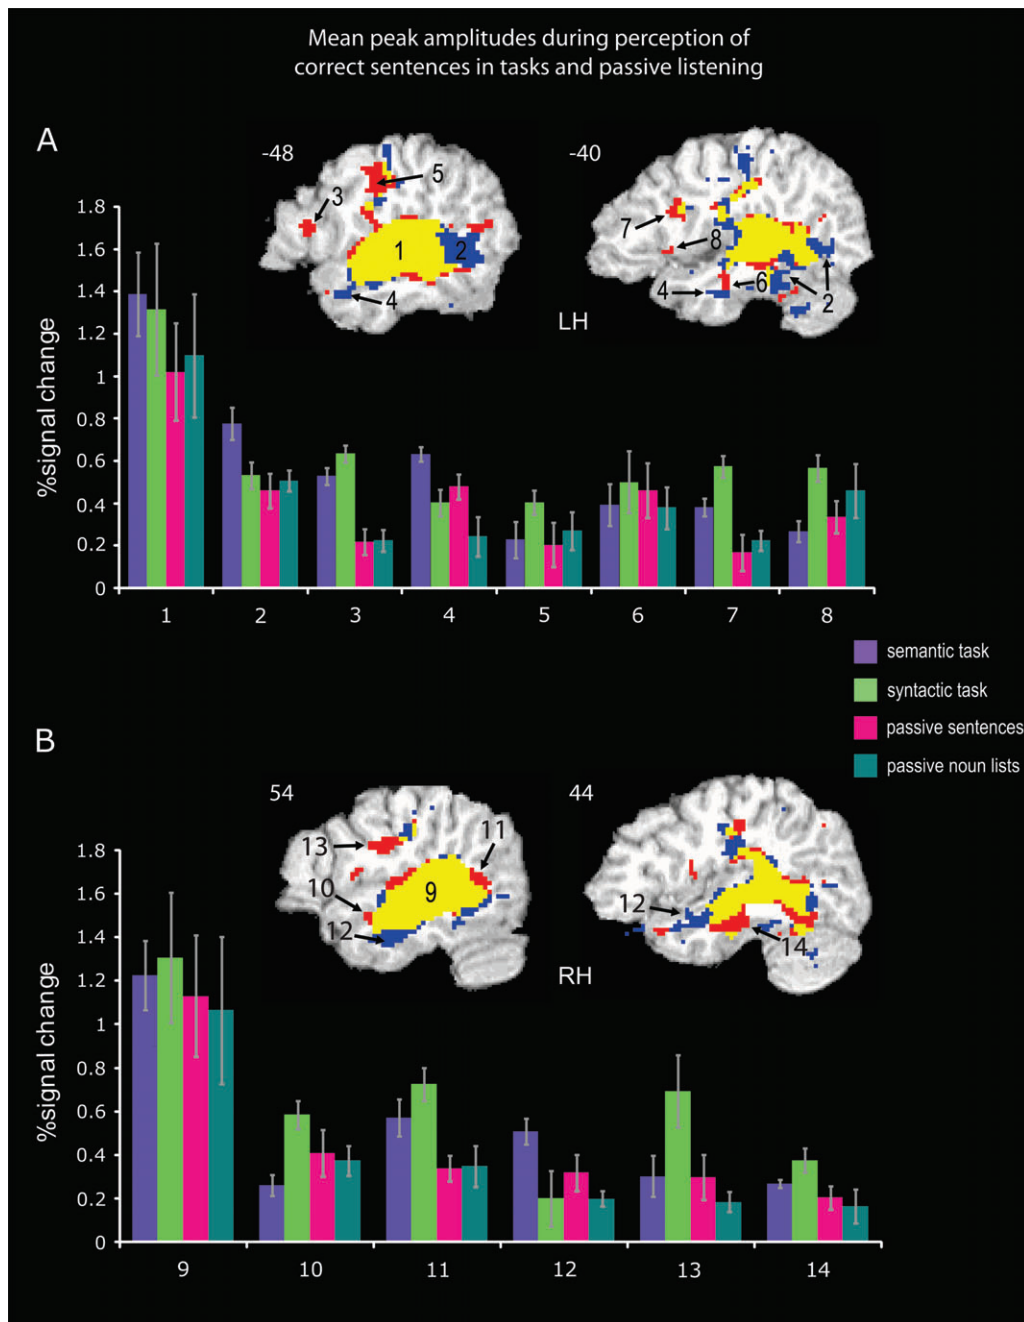 Mean peak amplitudes during perception of
correct sentences in tasks and passive listening
A
-48
-40
3
5
1
2
4
7
8
4
6
2
LH
%signal change
1.8
1.6
1.4
1.2
1
0.8
0.6
0.4
0.2
0
1 2 3 4 5 6 7 8
semantic task
syntactic task
passive sentences
passive noun lists
B
54
44
13
11
10
9
12
12
14
RH
%signal change
1.8
1.6
1.4
1.2
1
0.8
0.6
0.4
0.2
0
9 10 11 12 13 14